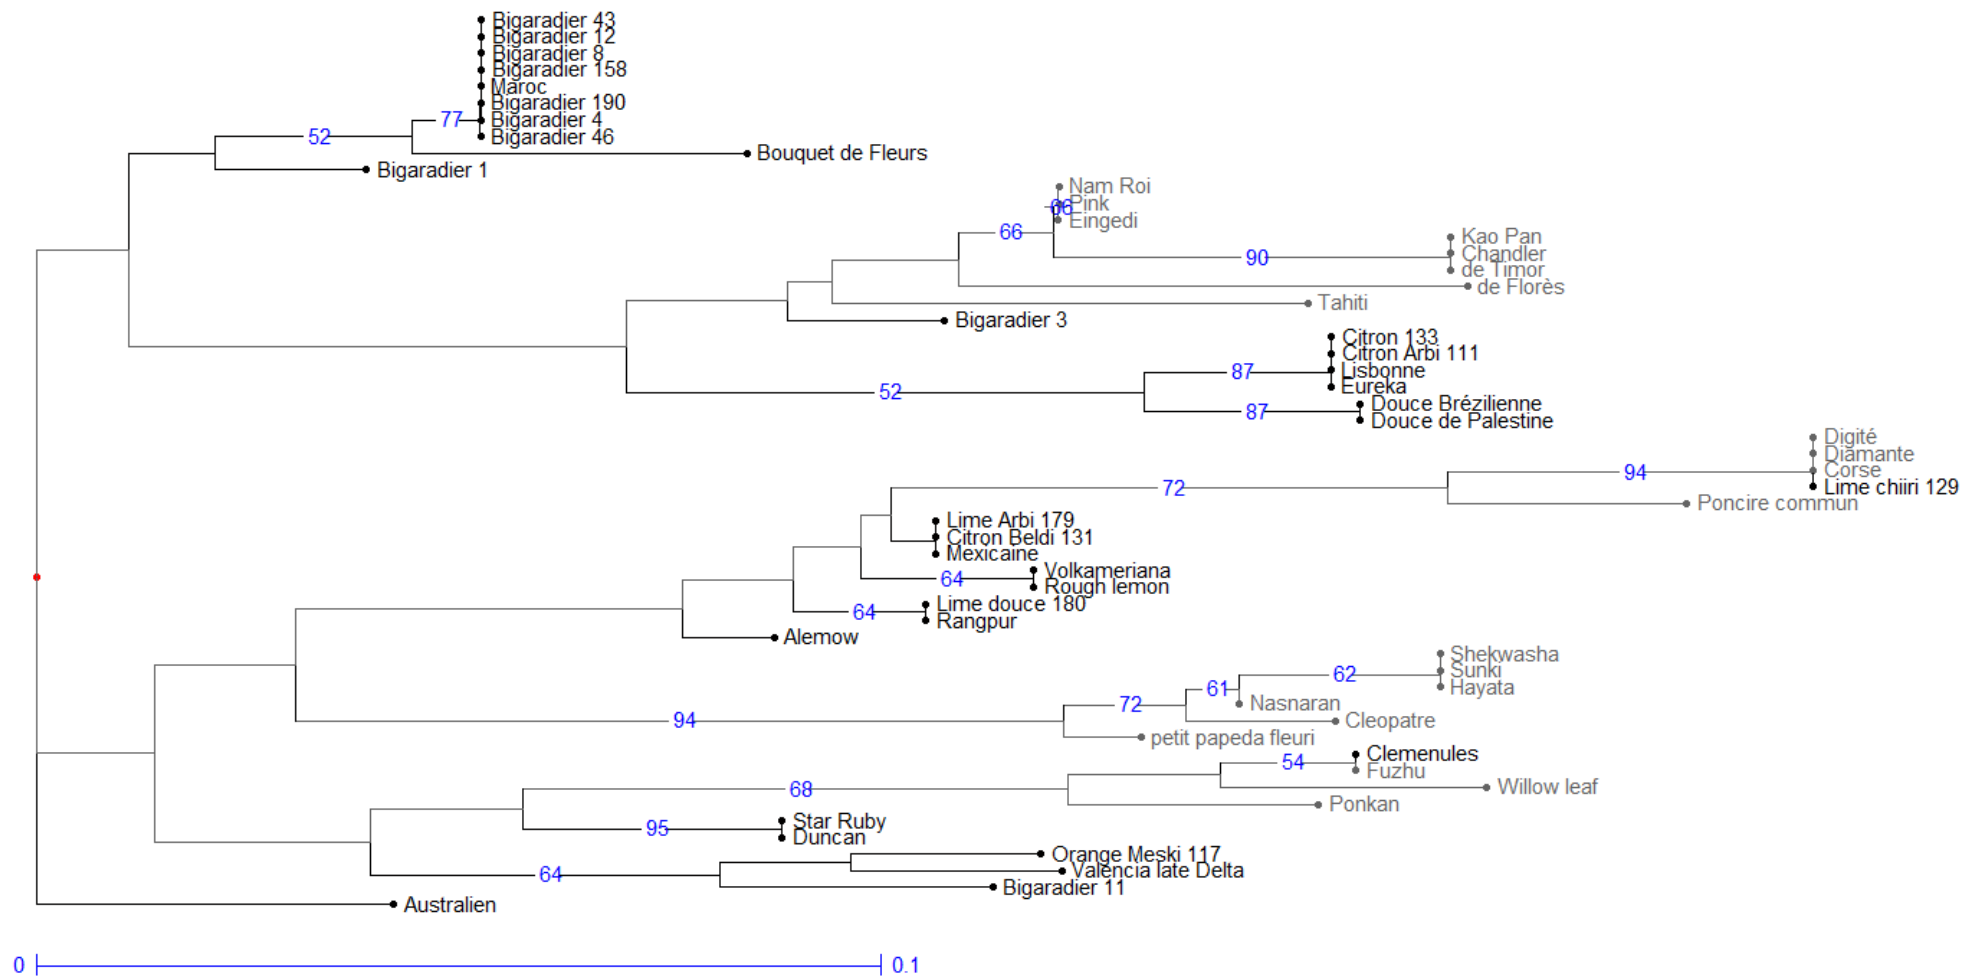 Bigaradier 43
Bigaradier 12
Bigaradier 8
Bigaradier 158
Maroc
Bigaradier 190
77 Bigaradier 4
52 Bigaradier 46
Bouquet de Fleurs
Bigaradier 1
Nam Roi
66 Pink
Eingedi
66
Kao Pan
90 Chandler
de Timor
de Florès
Tahiti
Bigaradier 3
Citron 133
Citron Arbi 111
87 Lisbonne
Eureka
52
87 Douce Brézilienne
Douce de Palestine
Digité
Diamante
94 Corse
72 Lime chiiri 129
Poncire commun
Lime Arbi 179
Citron Beldi 131
Mexicaine
64 Volkameriana
Rough lemon
64 Lime douce 180
Rangpur
Alemow
Shekwasha
62 Sunki
Hayata
72 61 Nasnaran
94 Cleopatre
petit papeda fleuri
Clemenules
54 Fuzhu
68 Willow leaf
Ponkan
Star Ruby
95 Duncan
Orange Meski 117
64 Valencia late Delta
Bigaradier 11
Australien
0 0.1